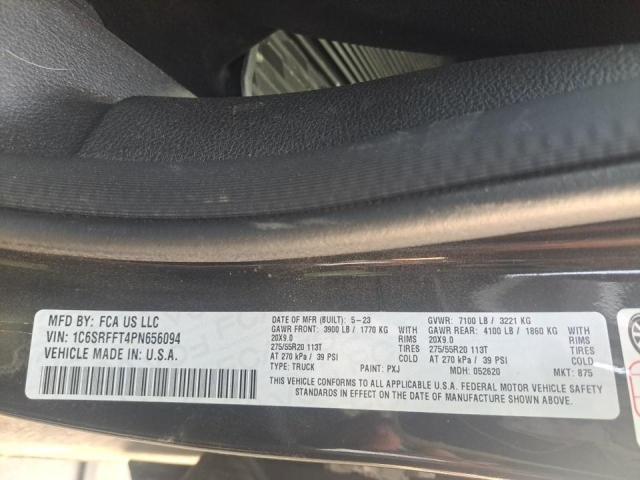 MFD BY: FCA US LLC
VIN: 1C6SRFFT4PN656094
VEHICLE MADE IN: U.S.A.
DATE OF MFR (BUILT): 5-23
GVWR: 7100 LB / 3221 KG
GAWR FRONT: 3900 LB / 1770 KG WITH
GAWR REAR: 4100 LB / 1860 KG WITH
20X9.0 RIMS
20X9.0 RIMS
275/55R20 113T TIRES
275/55R20 113T TIRES
AT 270 kPa / 39 PSI COLD
AT 270 kPa / 39 PSI COLD
TYPE: TRUCK PAINT: PXJ MDH: 052620 MKT: 875
THIS VEHICLE CONFORMS TO ALL APPLICABLE U.S.A. FEDERAL MOTOR VEHICLE SAFETY
STANDARDS IN EFFECT ON THE DATE OF MANUFACTURE SHOWN ABOVE.